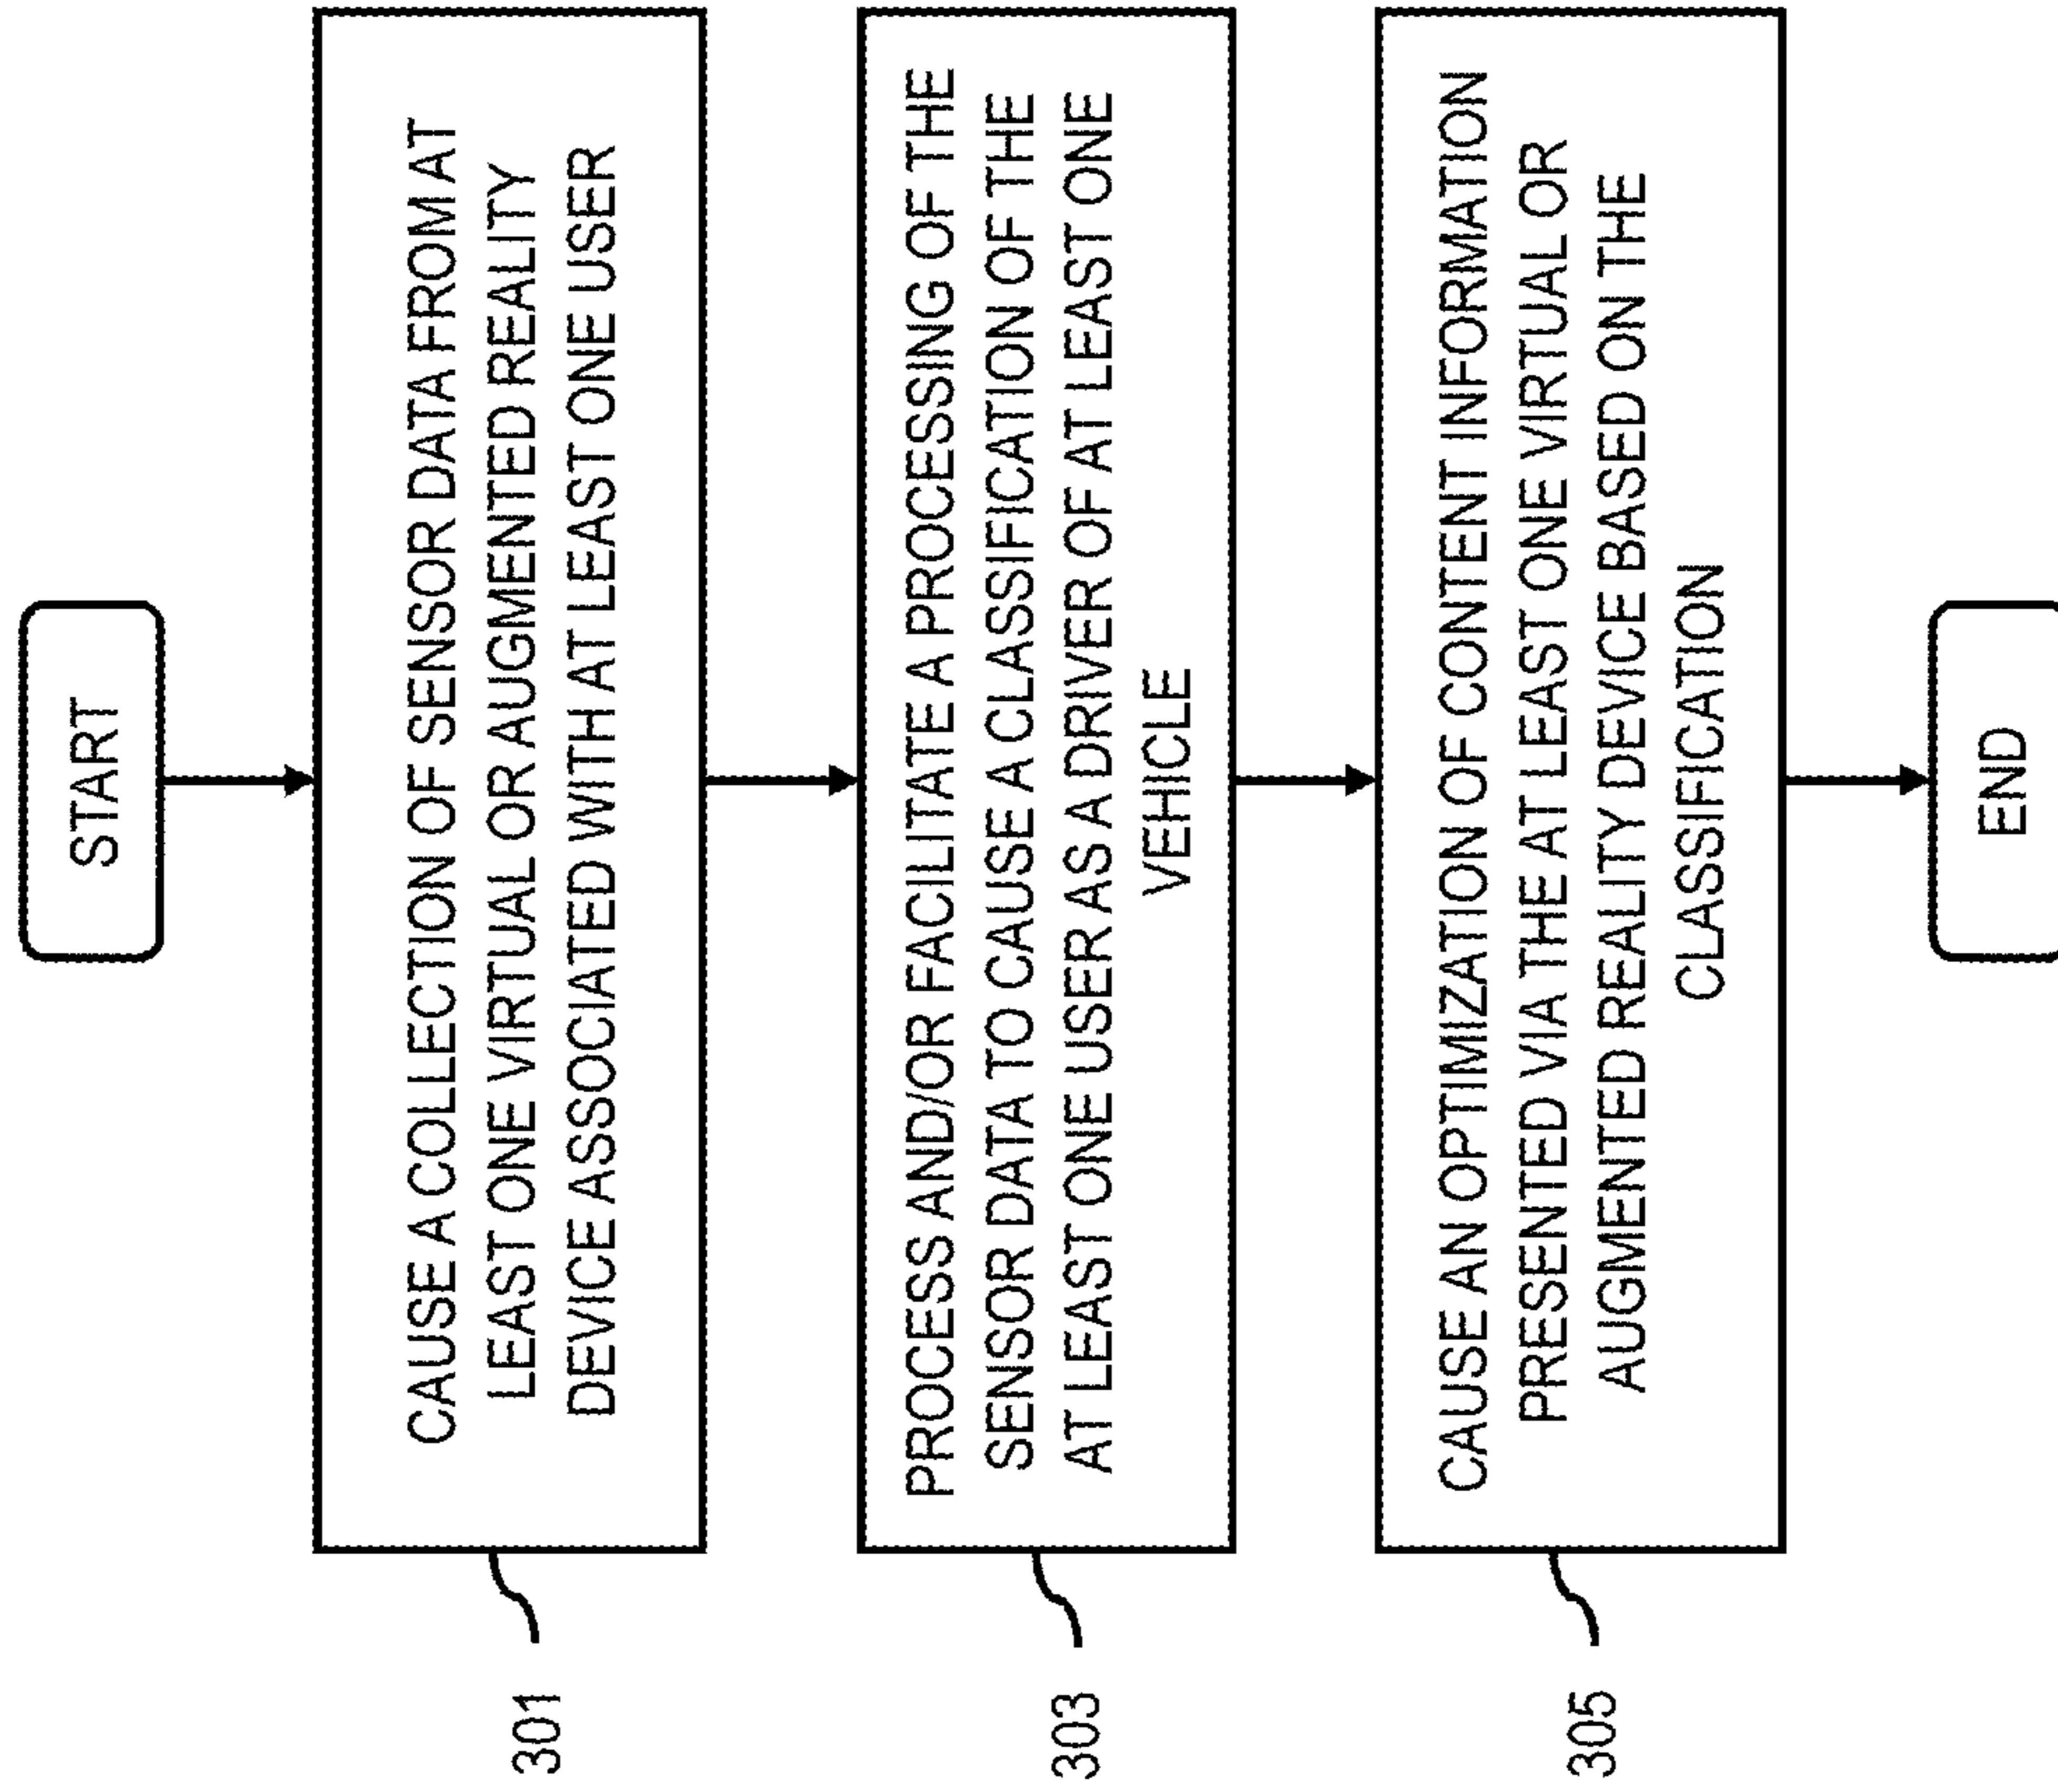 START
CAUSE A COLLECTION OF SENSOR DATA FROM AT
LEAST ONE VIRTUAL OR AUGMENTED REALITY
DEVICE ASSOCIATED WITH AT LEAST ONE USER
301
PROCESS AND/OR FACILITATE A PROCESSING OF THE
SENSOR DATA TO CAUSE A CLASSIFICATION OF THE
AT LEAST ONE USER AS A DRIVER OF AT LEAST ONE
VEHICLE
303
CAUSE AN OPTIMIZATION OF CONTENT INFORMATION
PRESENTED VIA THE AT LEAST ONE VIRTUAL OR
AUGMENTED REALITY DEVICE BASED ON THE
CLASSIFICATION
305
END